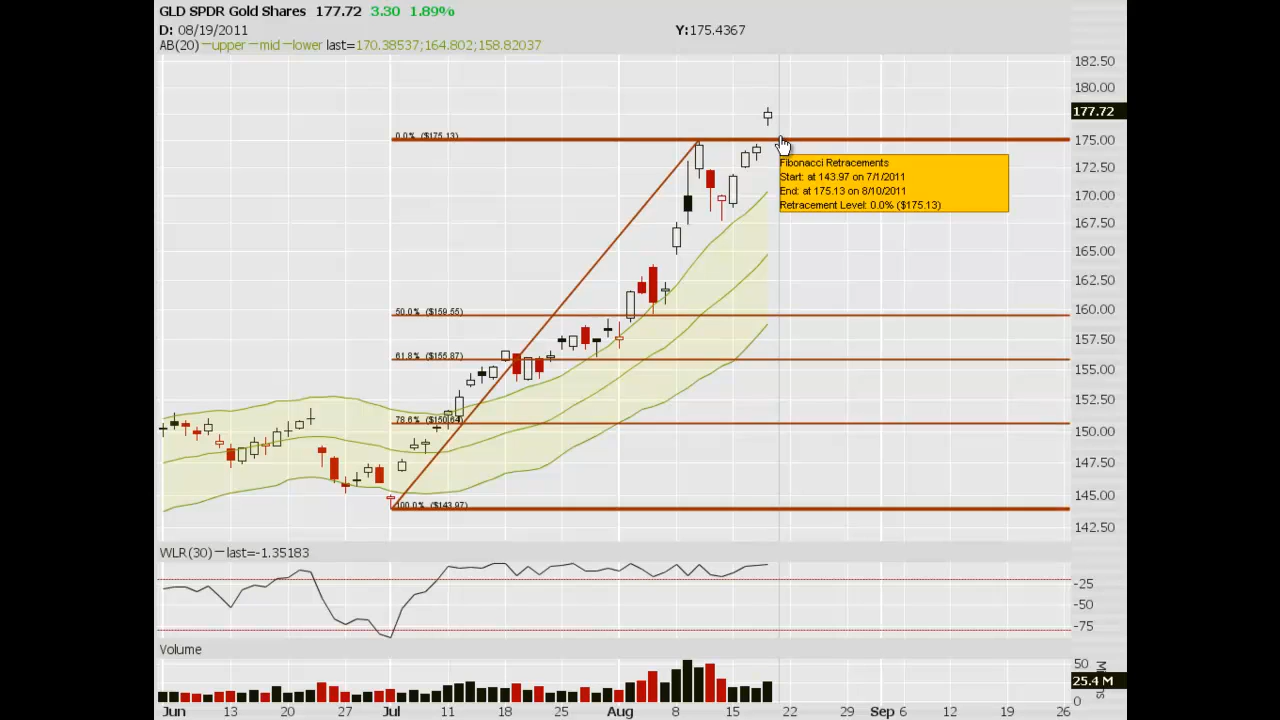 GLD SPDR Gold Shares 177.72 3.30 1.89%
D: 08/19/2011 Y:175.4367
AB(20) —upper —mid —lower last=170.38537;164.802;158.82037
182.50
180.00
177.72
0.0% ($175.13)
175.00
Fibonacci Retracements
Start: at 143.97 on 7/1/2011
End: at 175.13 on 8/10/2011
Retracement Level: 0.0% ($175.13)
172.50
170.00
167.50
165.00
162.50
160.00
50.0% ($159.55)
157.50
61.8% ($155.87)
155.00
152.50
78.6% ($150.64)
150.00
147.50
145.00
100.0% ($143.97)
142.50
WLR(30) —last=-1.35183
-25
-50
-75
Volume
50
25.4 M
0
Jun 13 20 27 Jul 11 18 25 Aug 8 15 22 29 Sep 6 12 19 26